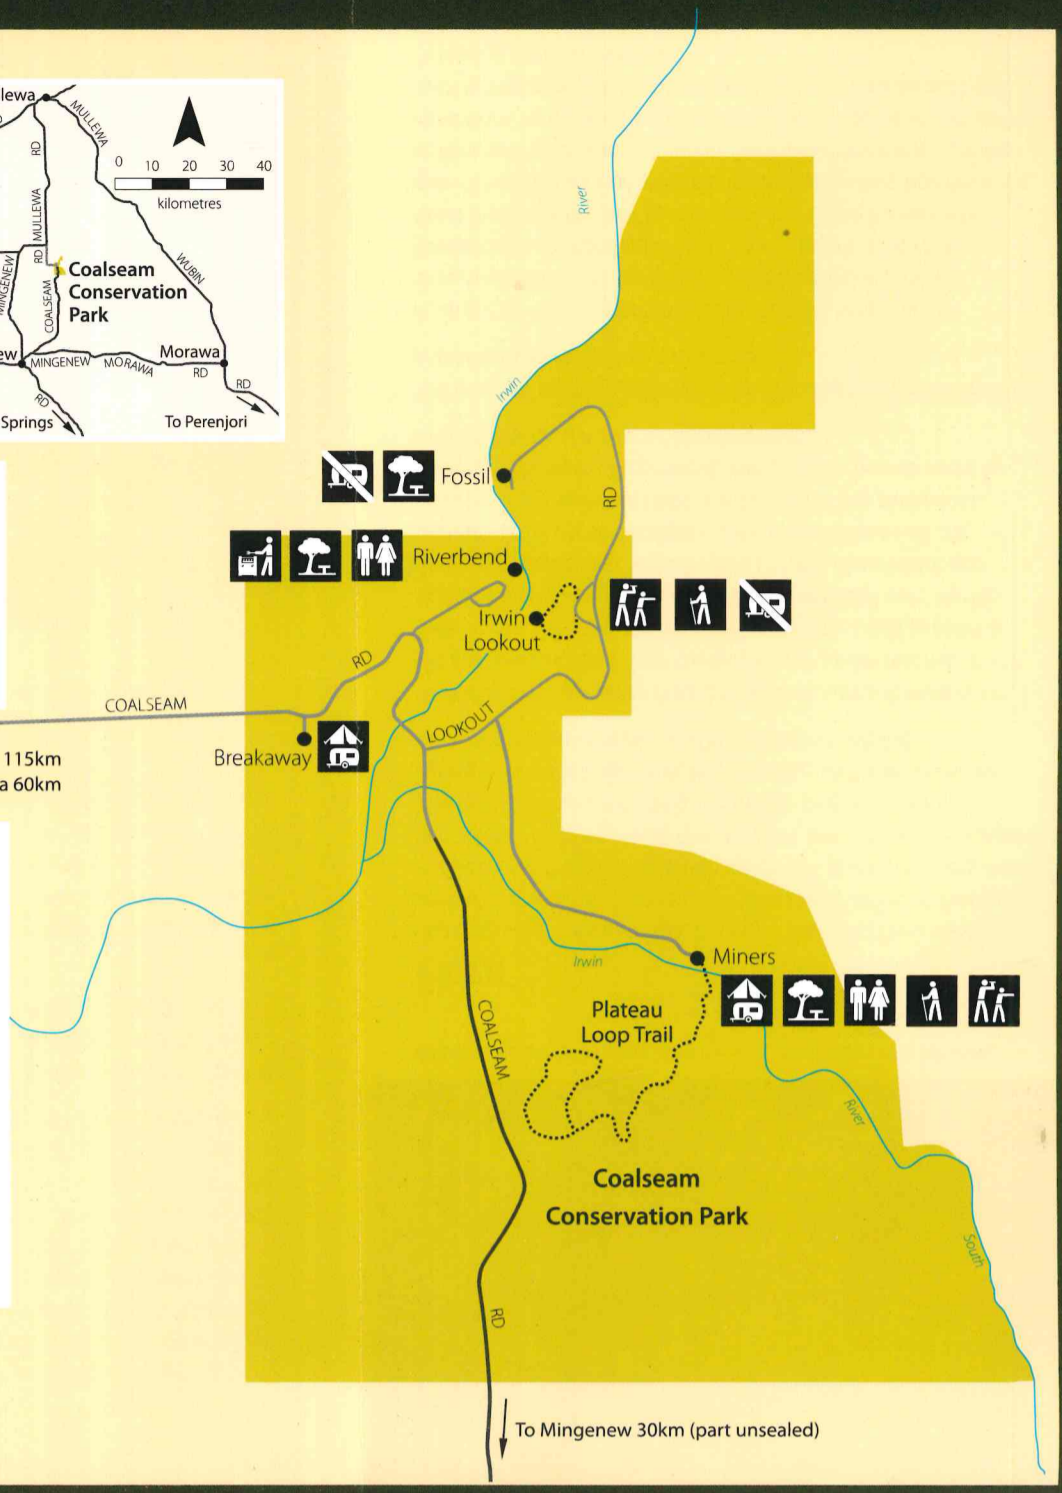 lewa
MULLEWA
RD
0 10 20 30 40
kilometres
MULLEWA
WUBIN
RD
MINGENEW
Coalseam
Conservation
Park
COALSEAM
ew
MINGENEW MORAWA RD
Morawa
RD
RD
Springs
To Perenjori
River
Irwin
Fossil
RD
Riverbend
Irwin
Lookout
RD
COALSEAM
LOOKOUT
Breakaway
115km
a 60km
Miners
Irwin
Plateau
Loop Trail
COALSEAM
River
Coalseam
Conservation Park
South
RD
To Mingenew 30km (part unsealed)